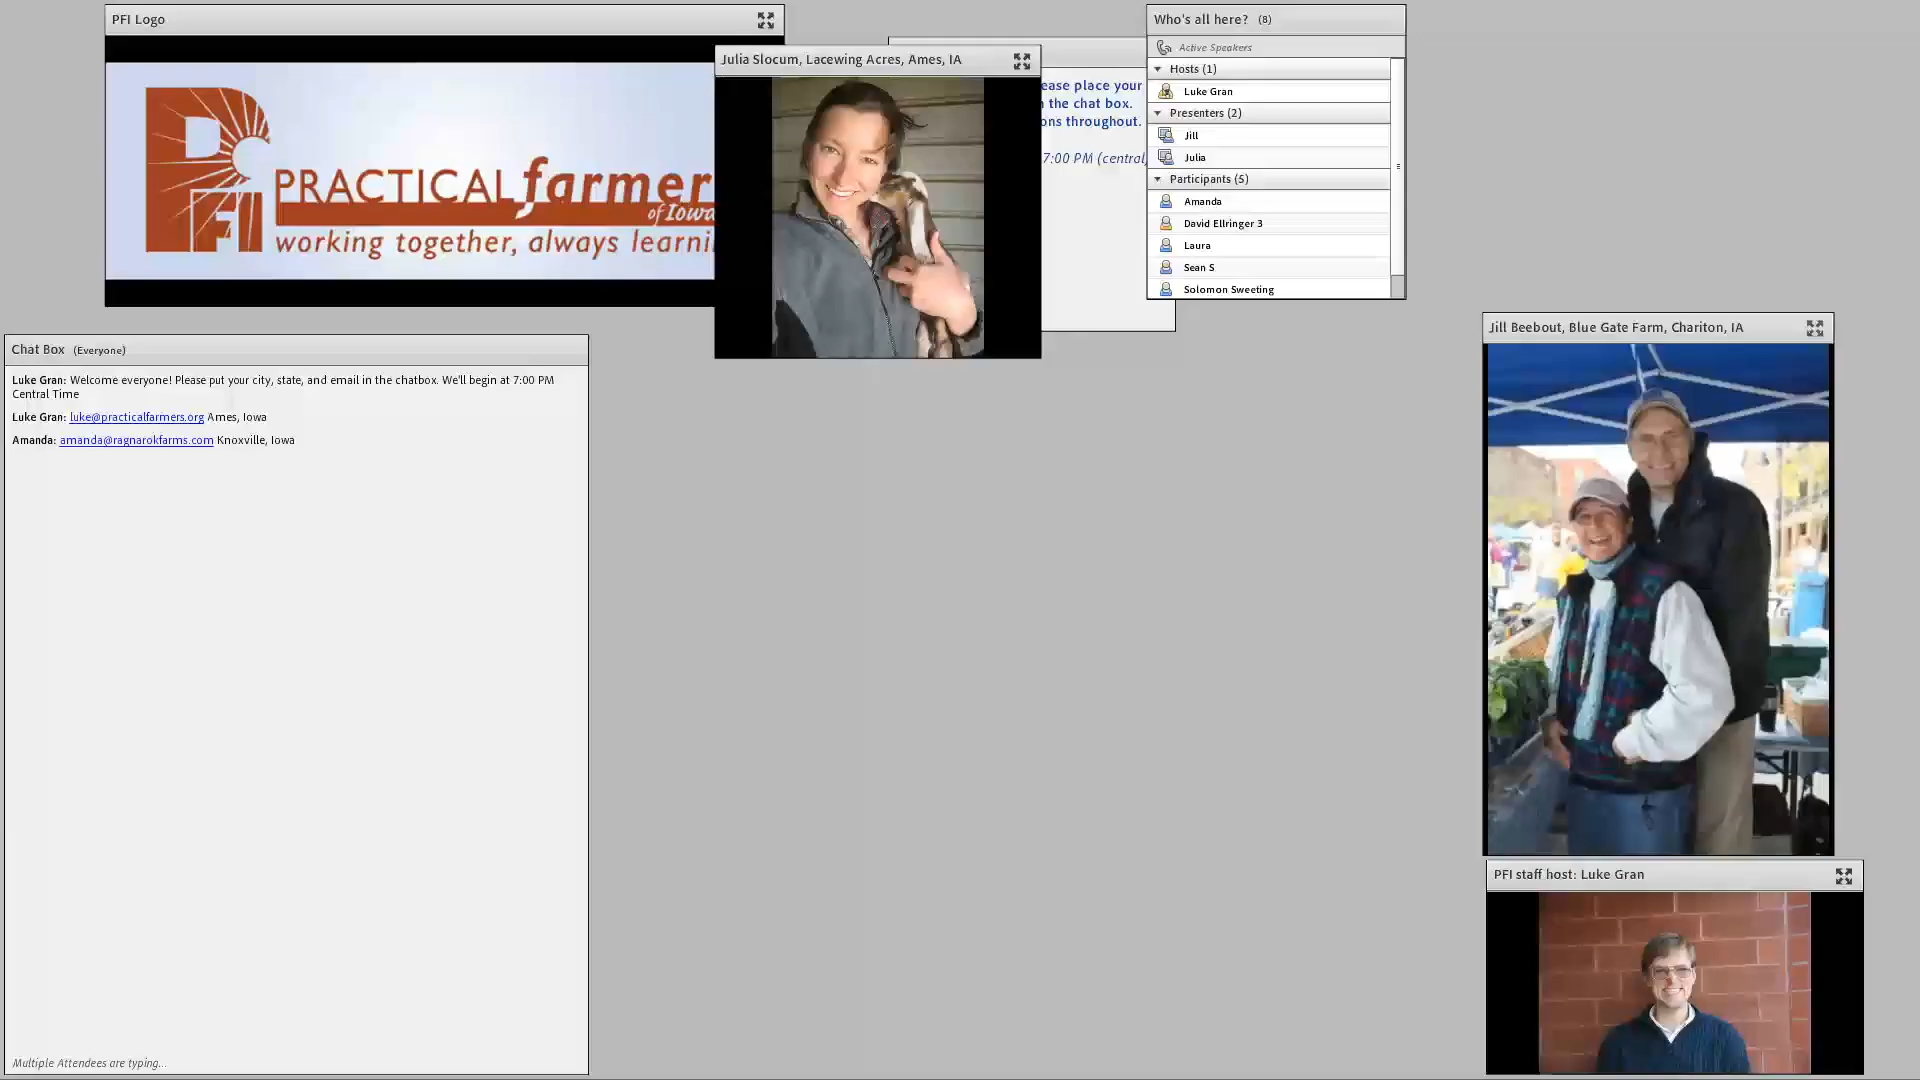 PFI Logo
PFI
PRACTICAL farmer
of Iowa
working together, always learni
Julia Slocum, Lacewing Acres, Ames, IA
ease place your
the chat box.
ons throughout.
7:00 PM (central)
Who's all here? (8)
Active Speakers
Hosts (1)
Luke Gran
Presenters (2)
Jill
Julia
Participants (5)
Amanda
David Ellringer 3
Laura
Sean S
Solomon Sweeting
Chat Box (Everyone)
Luke Gran: Welcome everyone! Please put your city, state, and email in the chatbox. We'll begin at 7:00 PM
Central Time
Luke Gran: luke@practicalfarmers.org Ames, Iowa
Amanda: amanda@ragnarokfarms.com Knoxville, Iowa
Multiple Attendees are typing...
Jill Beebout, Blue Gate Farm, Chariton, IA
PFI staff host: Luke Gran